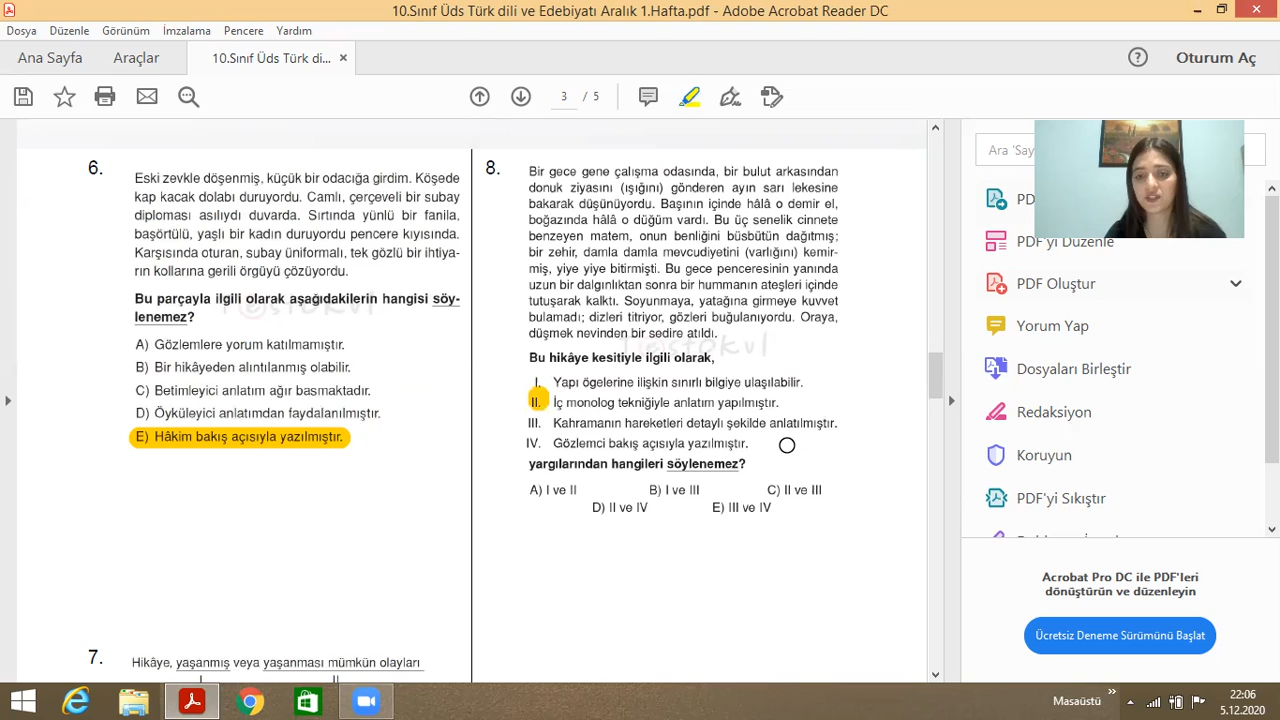 10.Sınıf Üds Türk dili ve Edebiyatı Aralık 1.Hafta.pdf - Adobe Acrobat Reader DC
Dosya Düzenle Görünüm İmzalama Pencere Yardım
Ana Sayfa Araçlar 10.Sınıf Üds Türk di... × Oturum Aç
3 / 5
6.
Eski zevkle döşenmiş, küçük bir odacığa girdim. Köşede
kap kacak dolabı duruyordu. Camlı, çerçeveli bir subay
diploması asılıydı duvarda. Sırtında yünlü bir fanila,
başörtülü, yaşlı bir kadın duruyordu pencere kıyısında.
Karşısında oturan, subay üniformalı, tek gözlü bir ihtiya-
rın kollarına gerili örgüyü çözüyordu.
Bu parçayla ilgili olarak aşağıdakilerin hangisi söy-
lenemez?
A) Gözlemlere yorum katılmamıştır.
B) Bir hikâyeden alıntılanmış olabilir.
C) Betimleyici anlatım ağır basmaktadır.
D) Öyküleyici anlatımdan faydalanılmıştır.
E) Hâkim bakış açısıyla yazılmıştır.
7.
Hikâye, yaşanmış veya yaşanması mümkün olayları
I II
8.
Bir gece gene çalışma odasında, bir bulut arkasından
donuk ziyasını (ışığını) gönderen ayın sarı lekesine
bakarak düşünüyordu. Başının içinde hâlâ o demir el,
boğazında hâlâ o düğüm vardı. Bu üç senelik cinnete
benzeyen matem, onun benliğini büsbütün dağıtmış;
bir zehir, damla damla mevcudiyetini (varlığını) kemir-
miş, yiye yiye bitirmişti. Bu gece penceresinin yanında
uzun bir dalgınlıktan sonra bir hummanın ateşleri içinde
tutuşarak kalktı. Soyunmaya, yatağına girmeye kuvvet
bulamadı; dizleri titriyor, gözleri buğulanıyordu. Oraya,
düşmek nevinden bir sedire atıldı.
Bu hikâye kesitiyle ilgili olarak,
I. Yapı ögelerine ilişkin sınırlı bilgiye ulaşılabilir.
II. İç monolog tekniğiyle anlatım yapılmıştır.
III. Kahramanın hareketleri detaylı şekilde anlatılmıştır.
IV. Gözlemci bakış açısıyla yazılmıştır.
yargılarından hangileri söylenemez?
A) I ve II B) I ve III C) II ve III
D) II ve IV E) III ve IV
Ara 'Say
PD
PDF'yi Düzenle
PDF Oluştur
Yorum Yap
Dosyaları Birleştir
Redaksiyon
Koruyun
PDF'yi Sıkıştır
Acrobat Pro DC ile PDF'leri
dönüştürün ve düzenleyin
Ücretsiz Deneme Sürümünü Başlat
Masaüstü »
22:06
5.12.2020